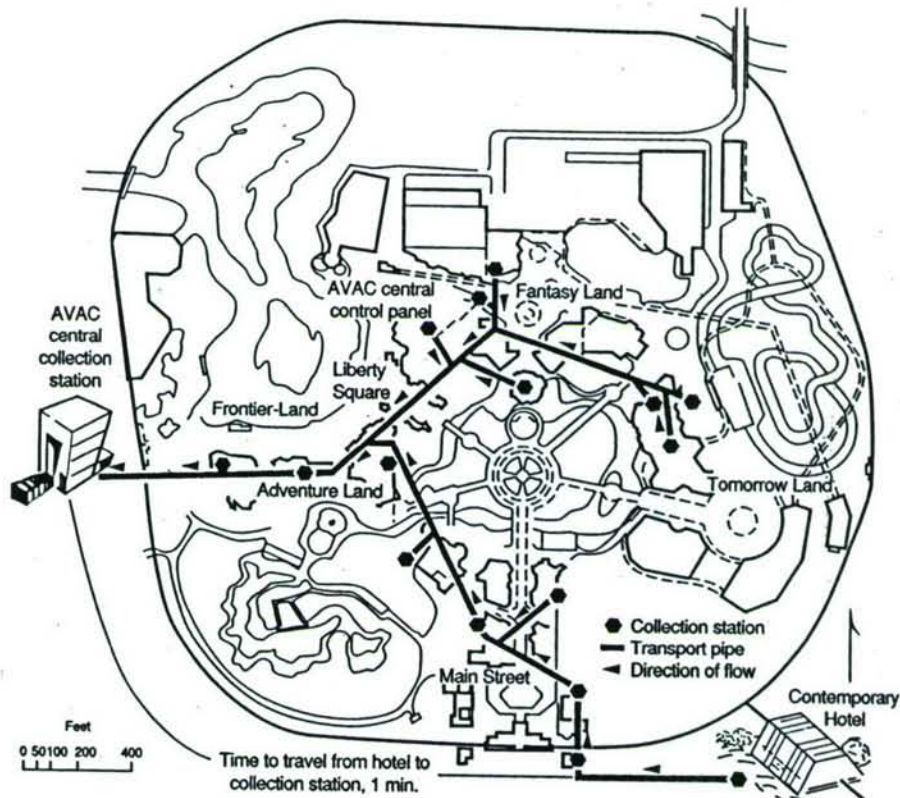 AVAC central
control panel
Fantasy Land
AVAC
central
collection
station
Liberty
Square
Frontier-Land
Adventure Land
Tomorrow Land
Collection station
Transport pipe
Direction of flow
Main Street
Contemporary
Hotel
Feet
0 50100 200 400
Time to travel from hotel to
collection station, 1 min.